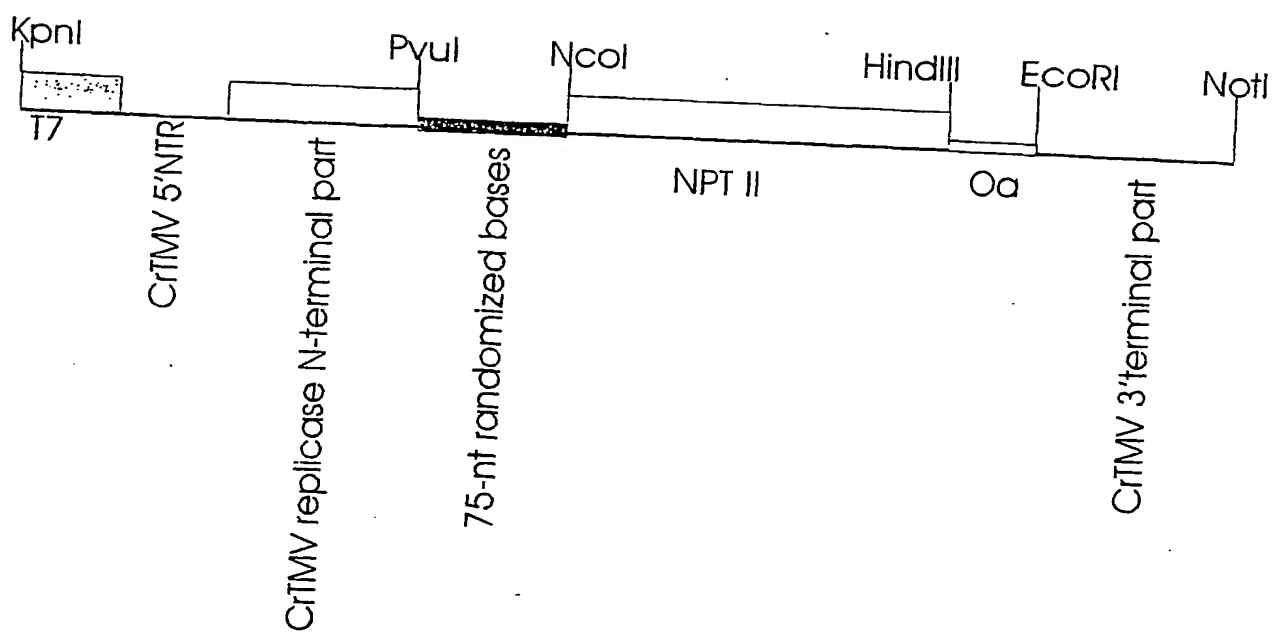 KpnI
PvuI
NcoI
HindIII
EcoRI
NotI
T7
CrTMV 5'NTR
CrTMV replicase N-terminal part
75-nt randomized bases
NPT II
Oa
CrTMV 3'terminal part